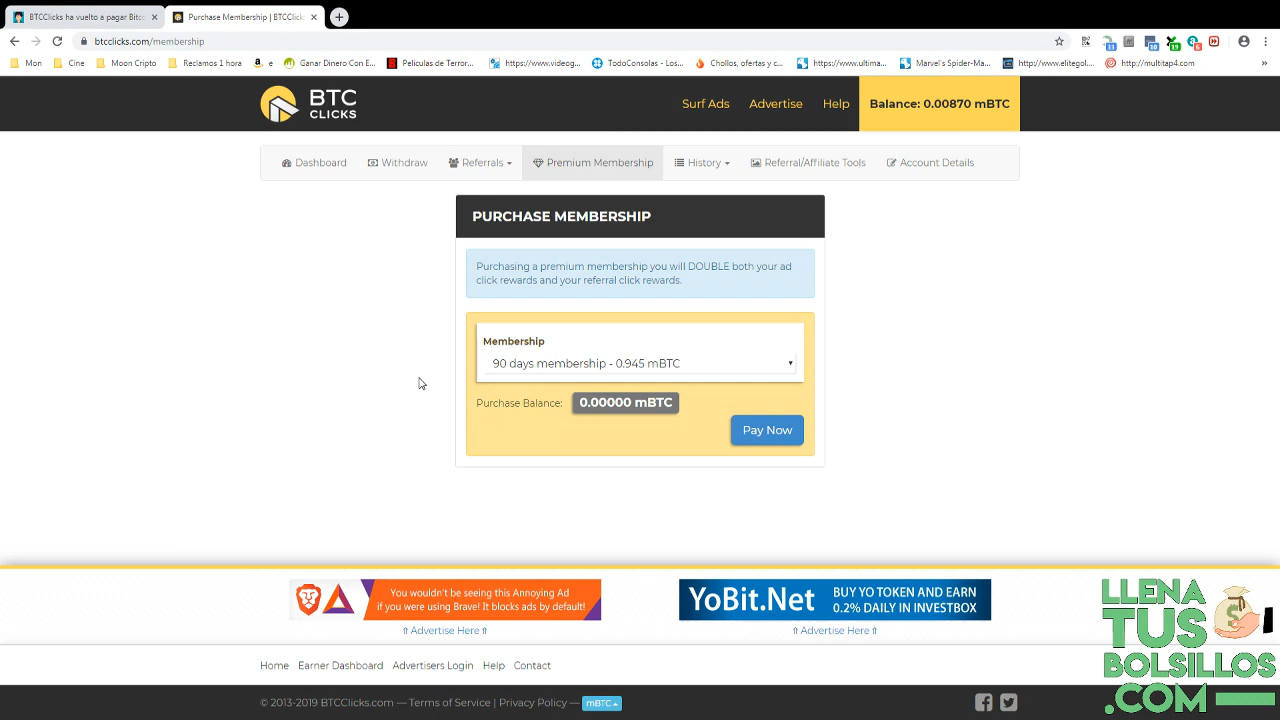 BTCClicks ha vuelto a pagar Bitc
Purchase Membership | BTCClick
btcclicks.com/membership
Mon
Cine
Moon Cripto
Reclamos 1 hora
e
Ganar Dinero Con E...
Peliculas de Terror...
https://www.videog...
TodoConsolas - Los...
Chollos, ofertas y c...
https://www.ultima...
Marvel's Spider-Ma...
http://www.elitegol...
http://multitap4.com
»
BTC
CLICKS
Surf Ads
Advertise
Help
Balance: 0.00870 mBTC
Dashboard
Withdraw
Referrals
Premium Membership
History
Referral/Affiliate Tools
Account Details
PURCHASE MEMBERSHIP
Purchasing a premium membership you will DOUBLE both your ad
click rewards and your referral click rewards.
Membership
90 days membership - 0.945 mBTC
Purchase Balance: 0.00000 mBTC
Pay Now
You wouldn't be seeing this Annoying Ad
if you were using Brave! It blocks ads by default!
⇑ Advertise Here ⇑
YoBit.Net
BUY YO TOKEN AND EARN
0.2% DAILY IN INVESTBOX
⇑ Advertise Here ⇑
LLENA
TUS
BOLSILLOS
.COM
Home
Earner Dashboard
Advertisers Login
Help
Contact
© 2013-2019 BTCClicks.com — Terms of Service | Privacy Policy — mBTC